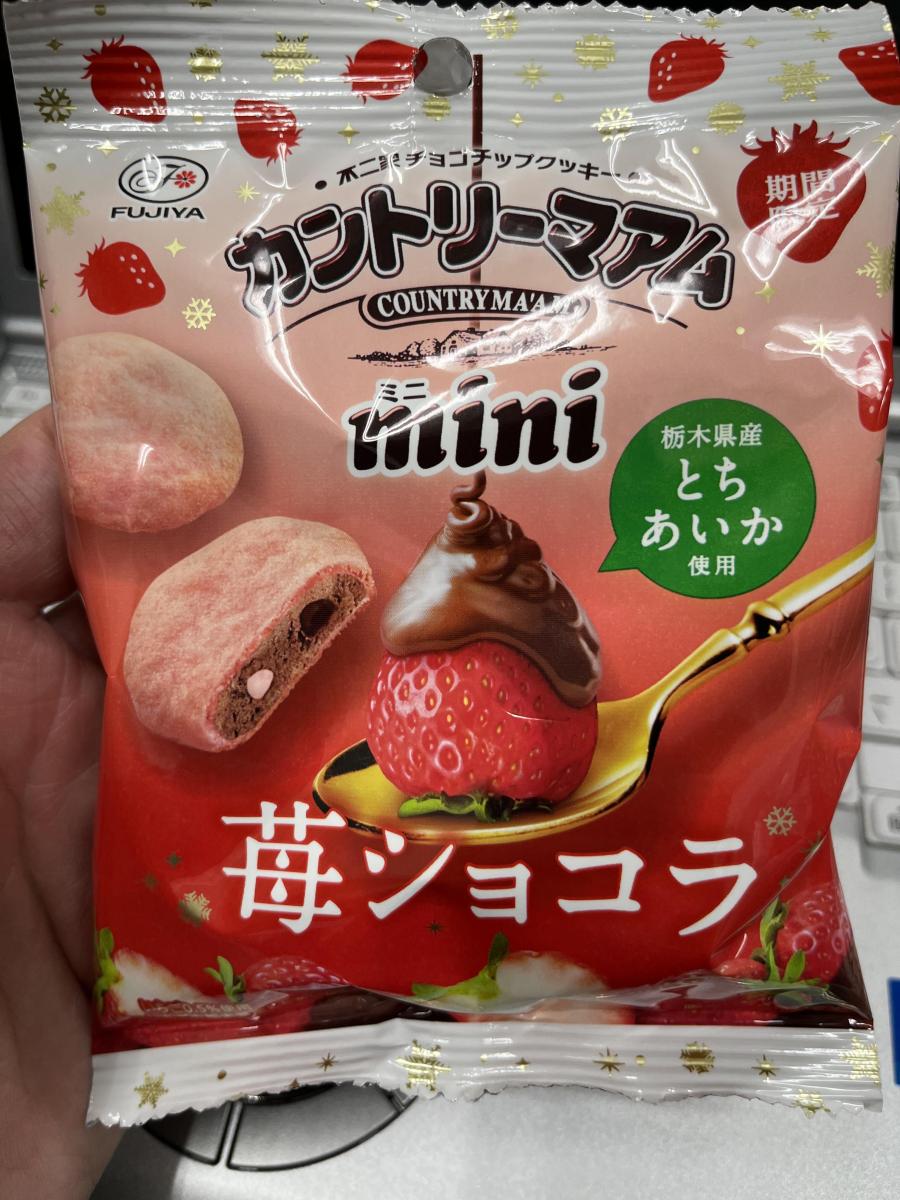 不二家チョコチップクッキー
FUJIYA
期間
限定
カントリーマアム
COUNTRY MA'AM
ミニ
mini
栃木県産
とち
あいか
使用
苺ショコラ